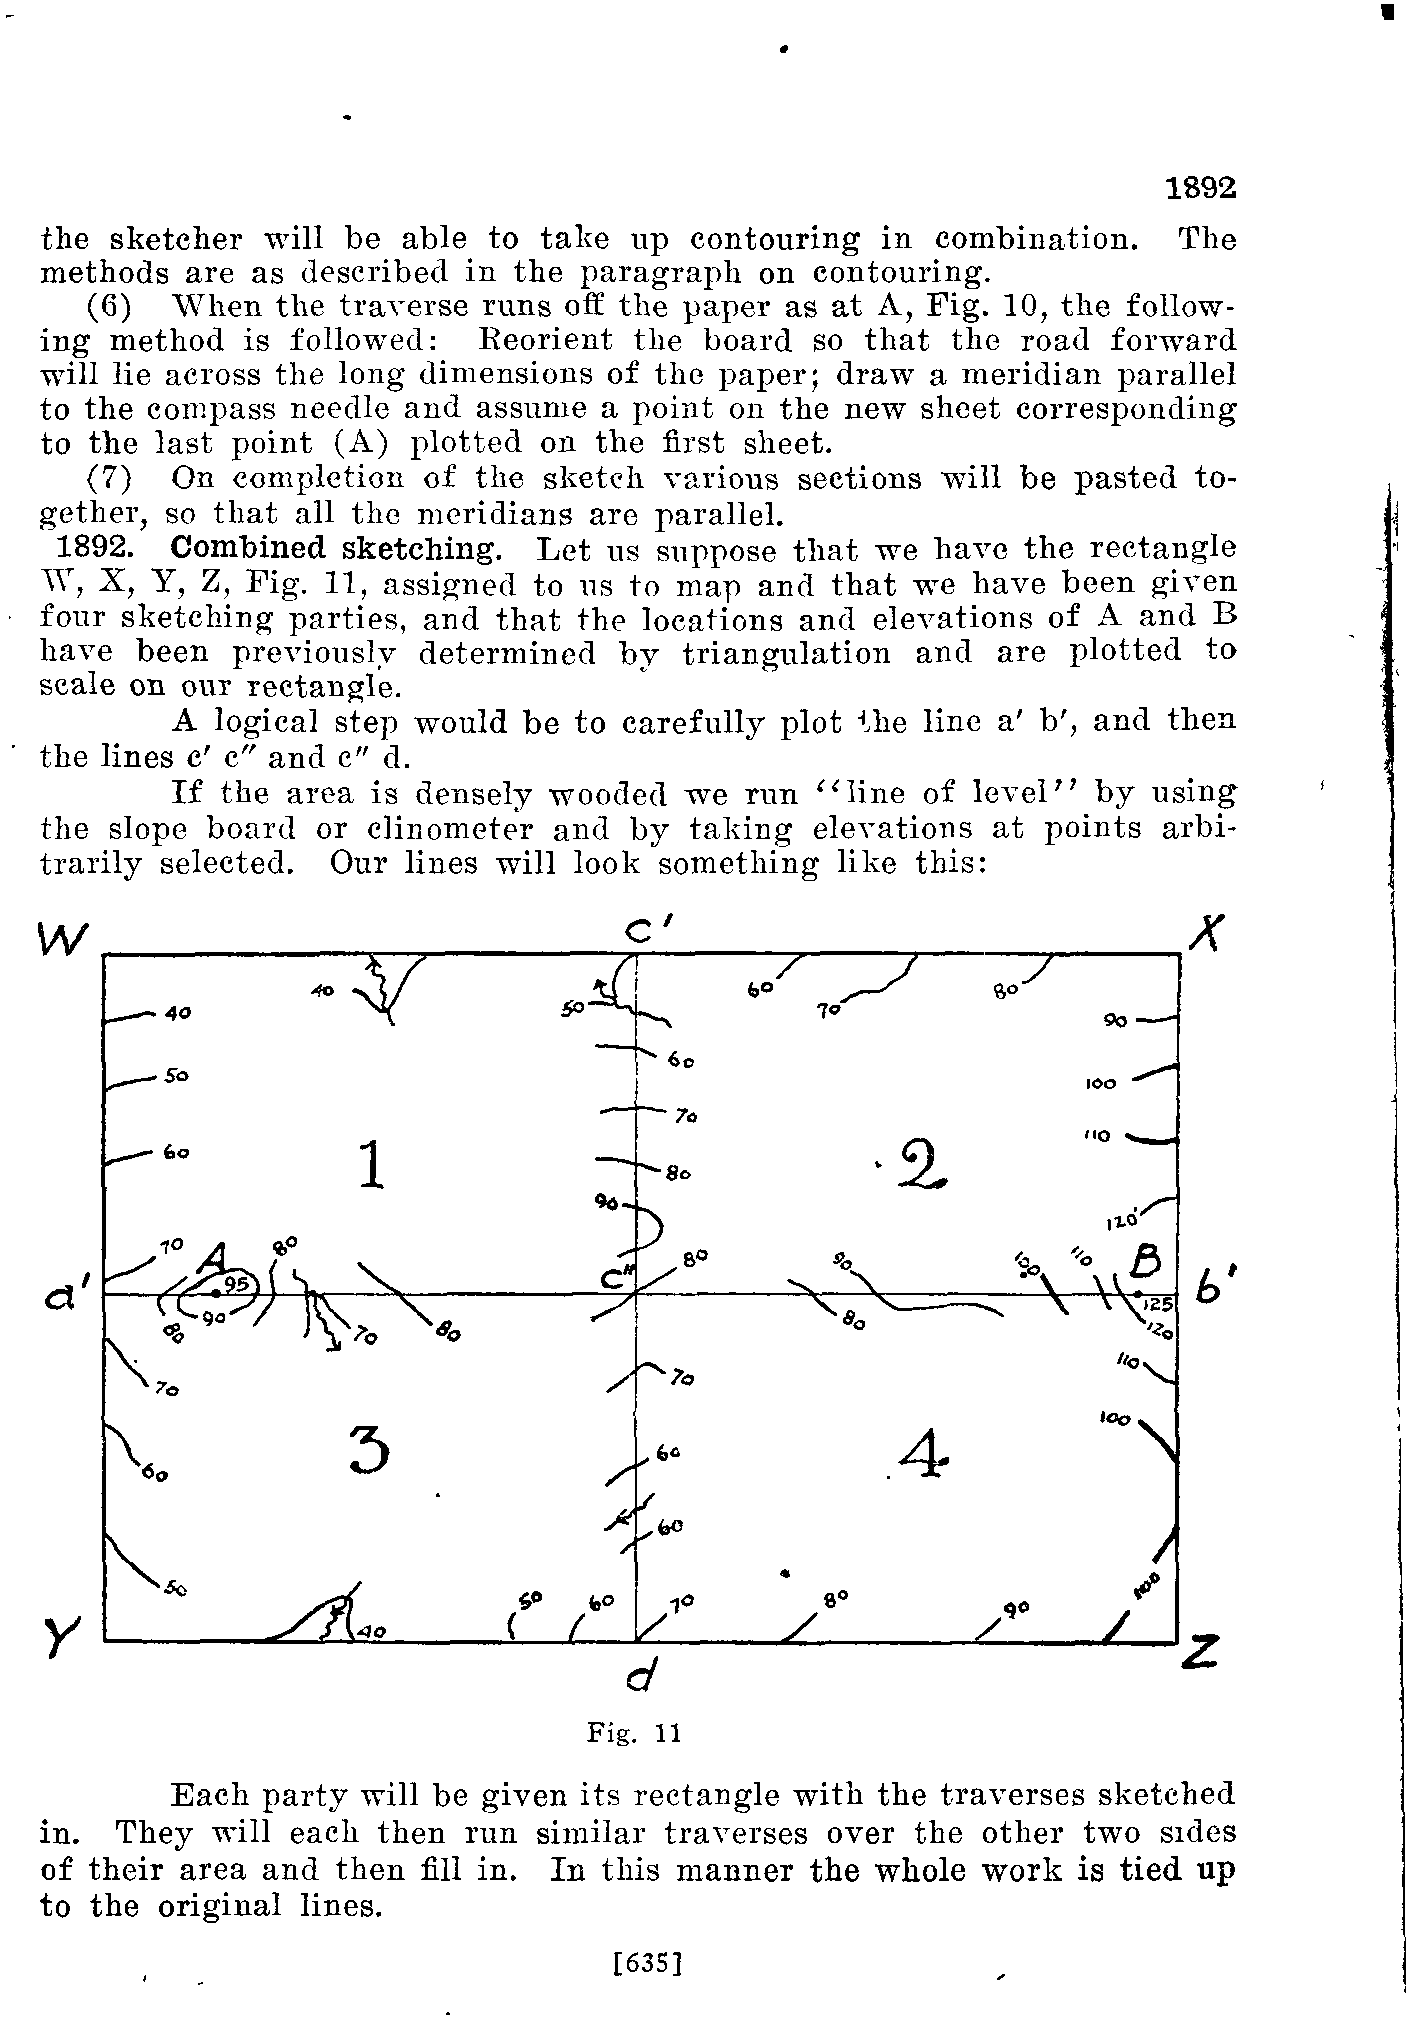 1892
the sketcher will be able to take up contouring in combination. The
methods are as described in the paragraph on contouring.
(6) When the traverse runs off the paper as at A, Fig. 10, the follow-
ing method is followed: Reorient the board so that the road forward
will lie across the long dimensions of the paper; draw a meridian parallel
to the compass needle and assume a point on the new sheet corresponding
to the last point (A) plotted on the first sheet.
(7) On completion of the sketch various sections will be pasted to-
gether, so that all the meridians are parallel.
1892. Combined sketching. Let us suppose that we have the rectangle
W, X, Y, Z, Fig. 11, assigned to us to map and that we have been given
four sketching parties, and that the locations and elevations of A and B
have been previously determined by triangulation and are plotted to
scale on our rectangle.
A logical step would be to carefully plot the line a' b', and then
the lines c' c" and c" d.
If the area is densely wooded we run "line of level" by using
the slope board or clinometer and by taking elevations at points arbi-
trarily selected. Our lines will look something like this:
W c' X
40 50 60 70 80
40 90
50 60 100
60 70 110
1 2
80
90 120
70 A 80 c" 80 90 100 110 B
a' 95 b'
80 90 70 80 80 125
120
70 70 110
60 3 60 4 100
60
50 50 60 70 80 90 100
40
Y d Z
Fig. 11
Each party will be given its rectangle with the traverses sketched
in. They will each then run similar traverses over the other two sides
of their area and then fill in. In this manner the whole work is tied up
to the original lines.
[635]